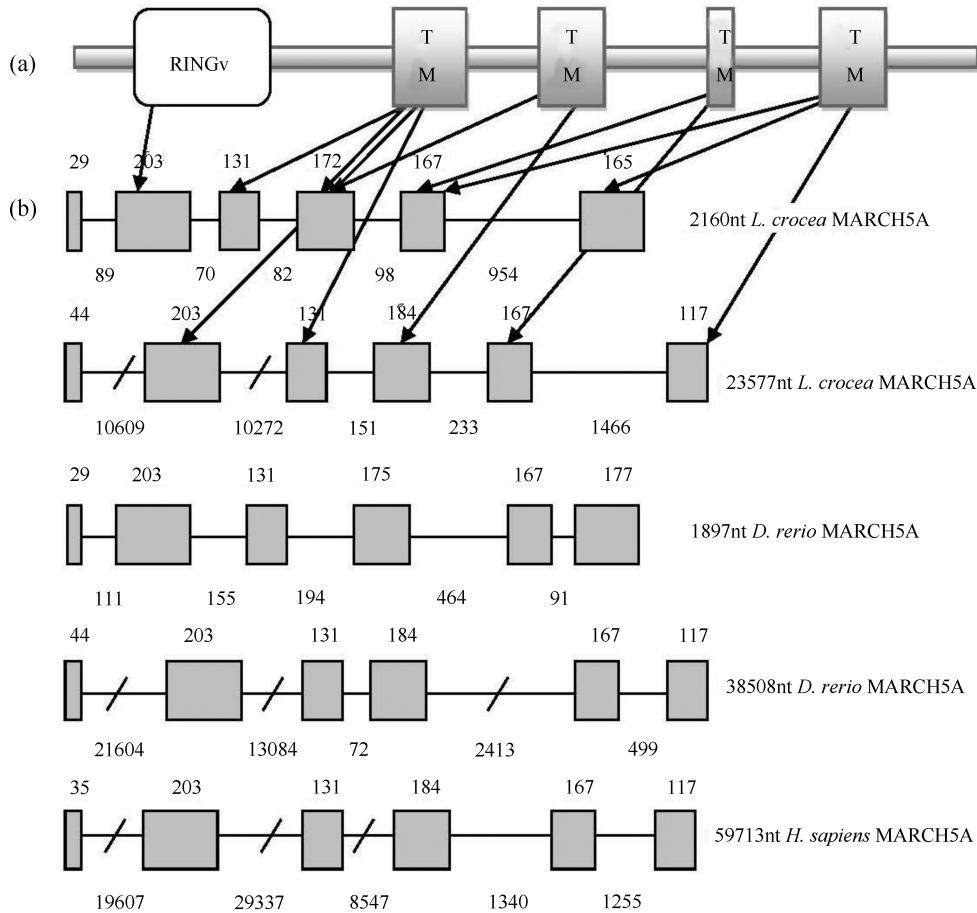 T T T T
(a) RINGv
M M M M
29 203 131 172 167 165
(b) 2160nt L. crocea MARCH5A
89 70 82 98 954
44 203 131 184 167 117
23577nt L. crocea MARCH5A
10609 10272 151 233 1466
29 203 131 175 167 177
1897nt D. rerio MARCH5A
111 155 194 464 91
44 203 131 184 167 117
38508nt D. rerio MARCH5A
21604 13084 72 2413 499
35 203 131 184 167 117
59713nt H. sapiens MARCH5A
19607 29337 8547 1340 1255